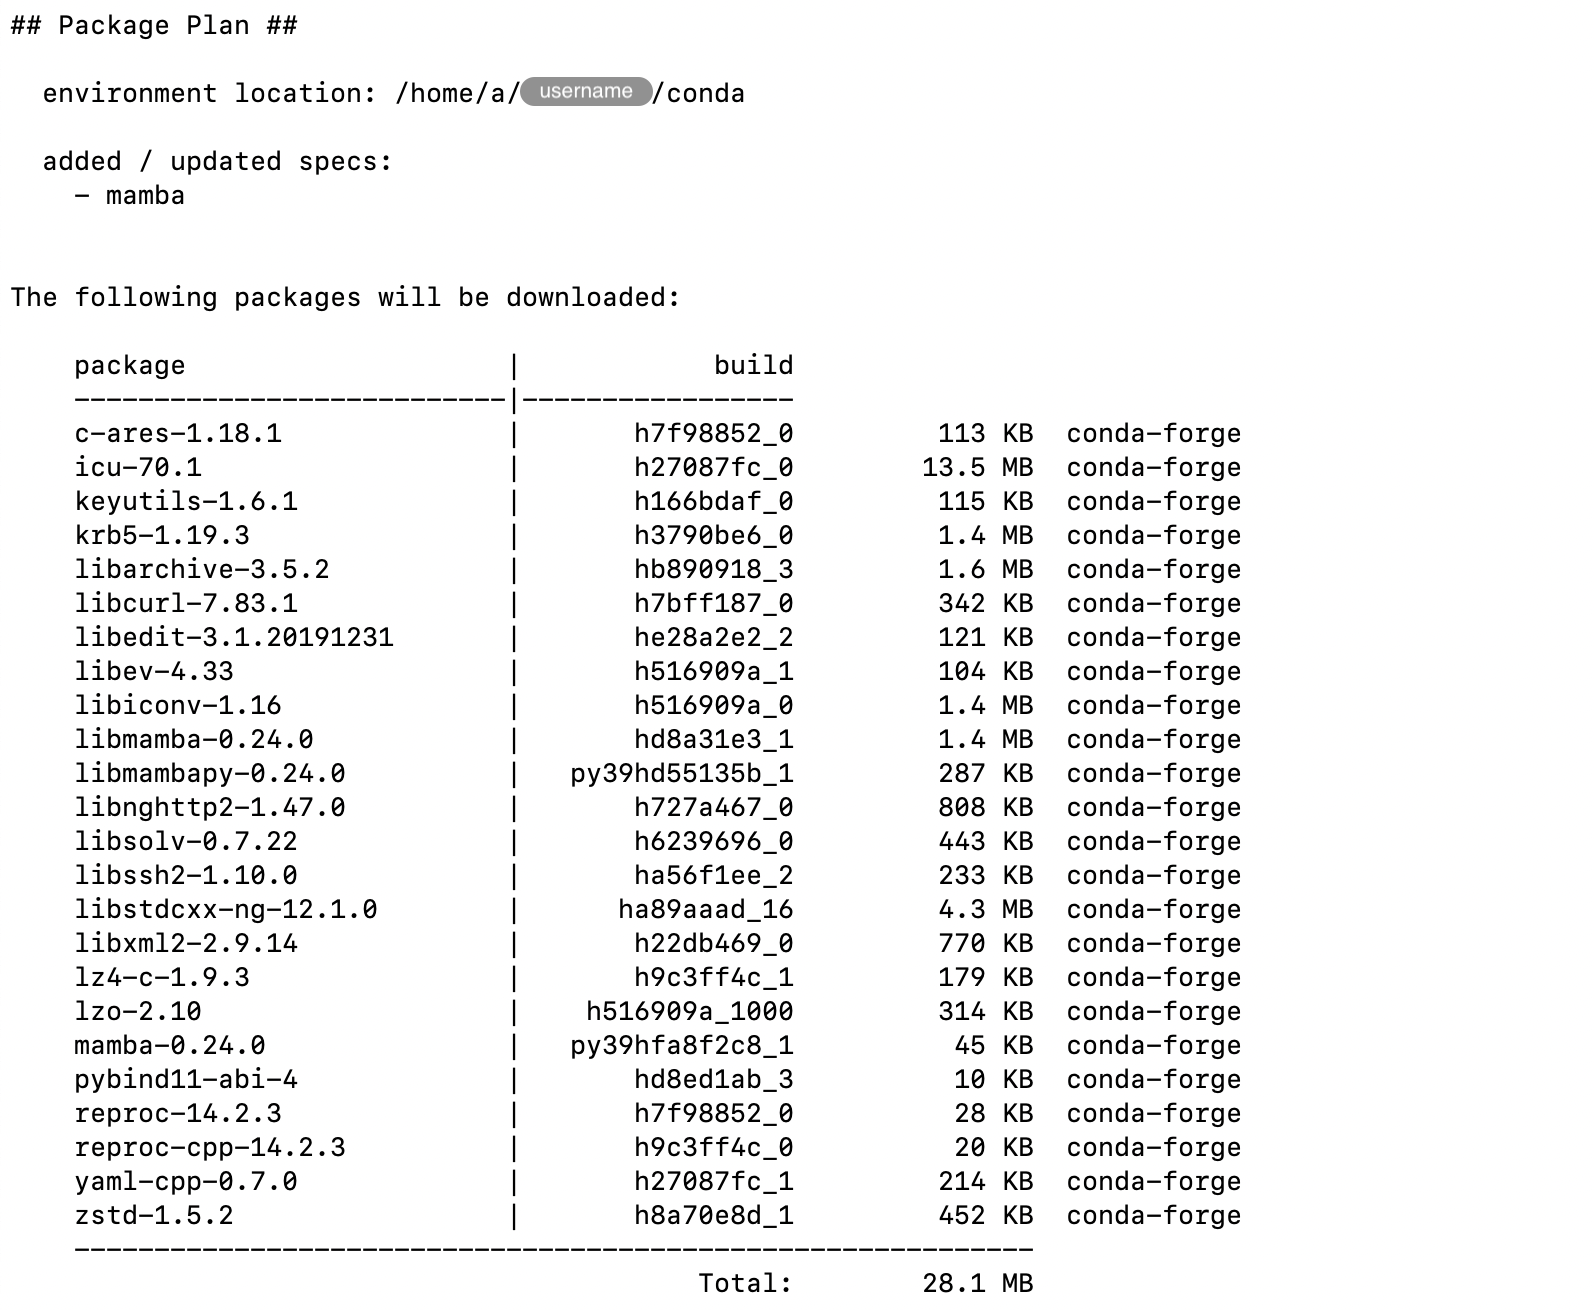 ## Package Plan ##
environment location: /home/a/username/conda
added / updated specs:
- mamba
The following packages will be downloaded:
package | build
---------------------------|-----------------
c-ares-1.18.1 | h7f98852_0 113 KB conda-forge
icu-70.1 | h27087fc_0 13.5 MB conda-forge
keyutils-1.6.1 | h166bdaf_0 115 KB conda-forge
krb5-1.19.3 | h3790be6_0 1.4 MB conda-forge
libarchive-3.5.2 | hb890918_3 1.6 MB conda-forge
libcurl-7.83.1 | h7bff187_0 342 KB conda-forge
libedit-3.1.20191231 | he28a2e2_2 121 KB conda-forge
libev-4.33 | h516909a_1 104 KB conda-forge
libiconv-1.16 | h516909a_0 1.4 MB conda-forge
libmamba-0.24.0 | hd8a31e3_1 1.4 MB conda-forge
libmambapy-0.24.0 | py39hd55135b_1 287 KB conda-forge
libnghttp2-1.47.0 | h727a467_0 808 KB conda-forge
libsolv-0.7.22 | h6239696_0 443 KB conda-forge
libssh2-1.10.0 | ha56f1ee_2 233 KB conda-forge
libstdcxx-ng-12.1.0 | ha89aaad_16 4.3 MB conda-forge
libxml2-2.9.14 | h22db469_0 770 KB conda-forge
lz4-c-1.9.3 | h9c3ff4c_1 179 KB conda-forge
lzo-2.10 | h516909a_1000 314 KB conda-forge
mamba-0.24.0 | py39hfa8f2c8_1 45 KB conda-forge
pybind11-abi-4 | hd8ed1ab_3 10 KB conda-forge
reproc-14.2.3 | h7f98852_0 28 KB conda-forge
reproc-cpp-14.2.3 | h9c3ff4c_0 20 KB conda-forge
yaml-cpp-0.7.0 | h27087fc_1 214 KB conda-forge
zstd-1.5.2 | h8a70e8d_1 452 KB conda-forge
------------------------------------------------------------
Total: 28.1 MB